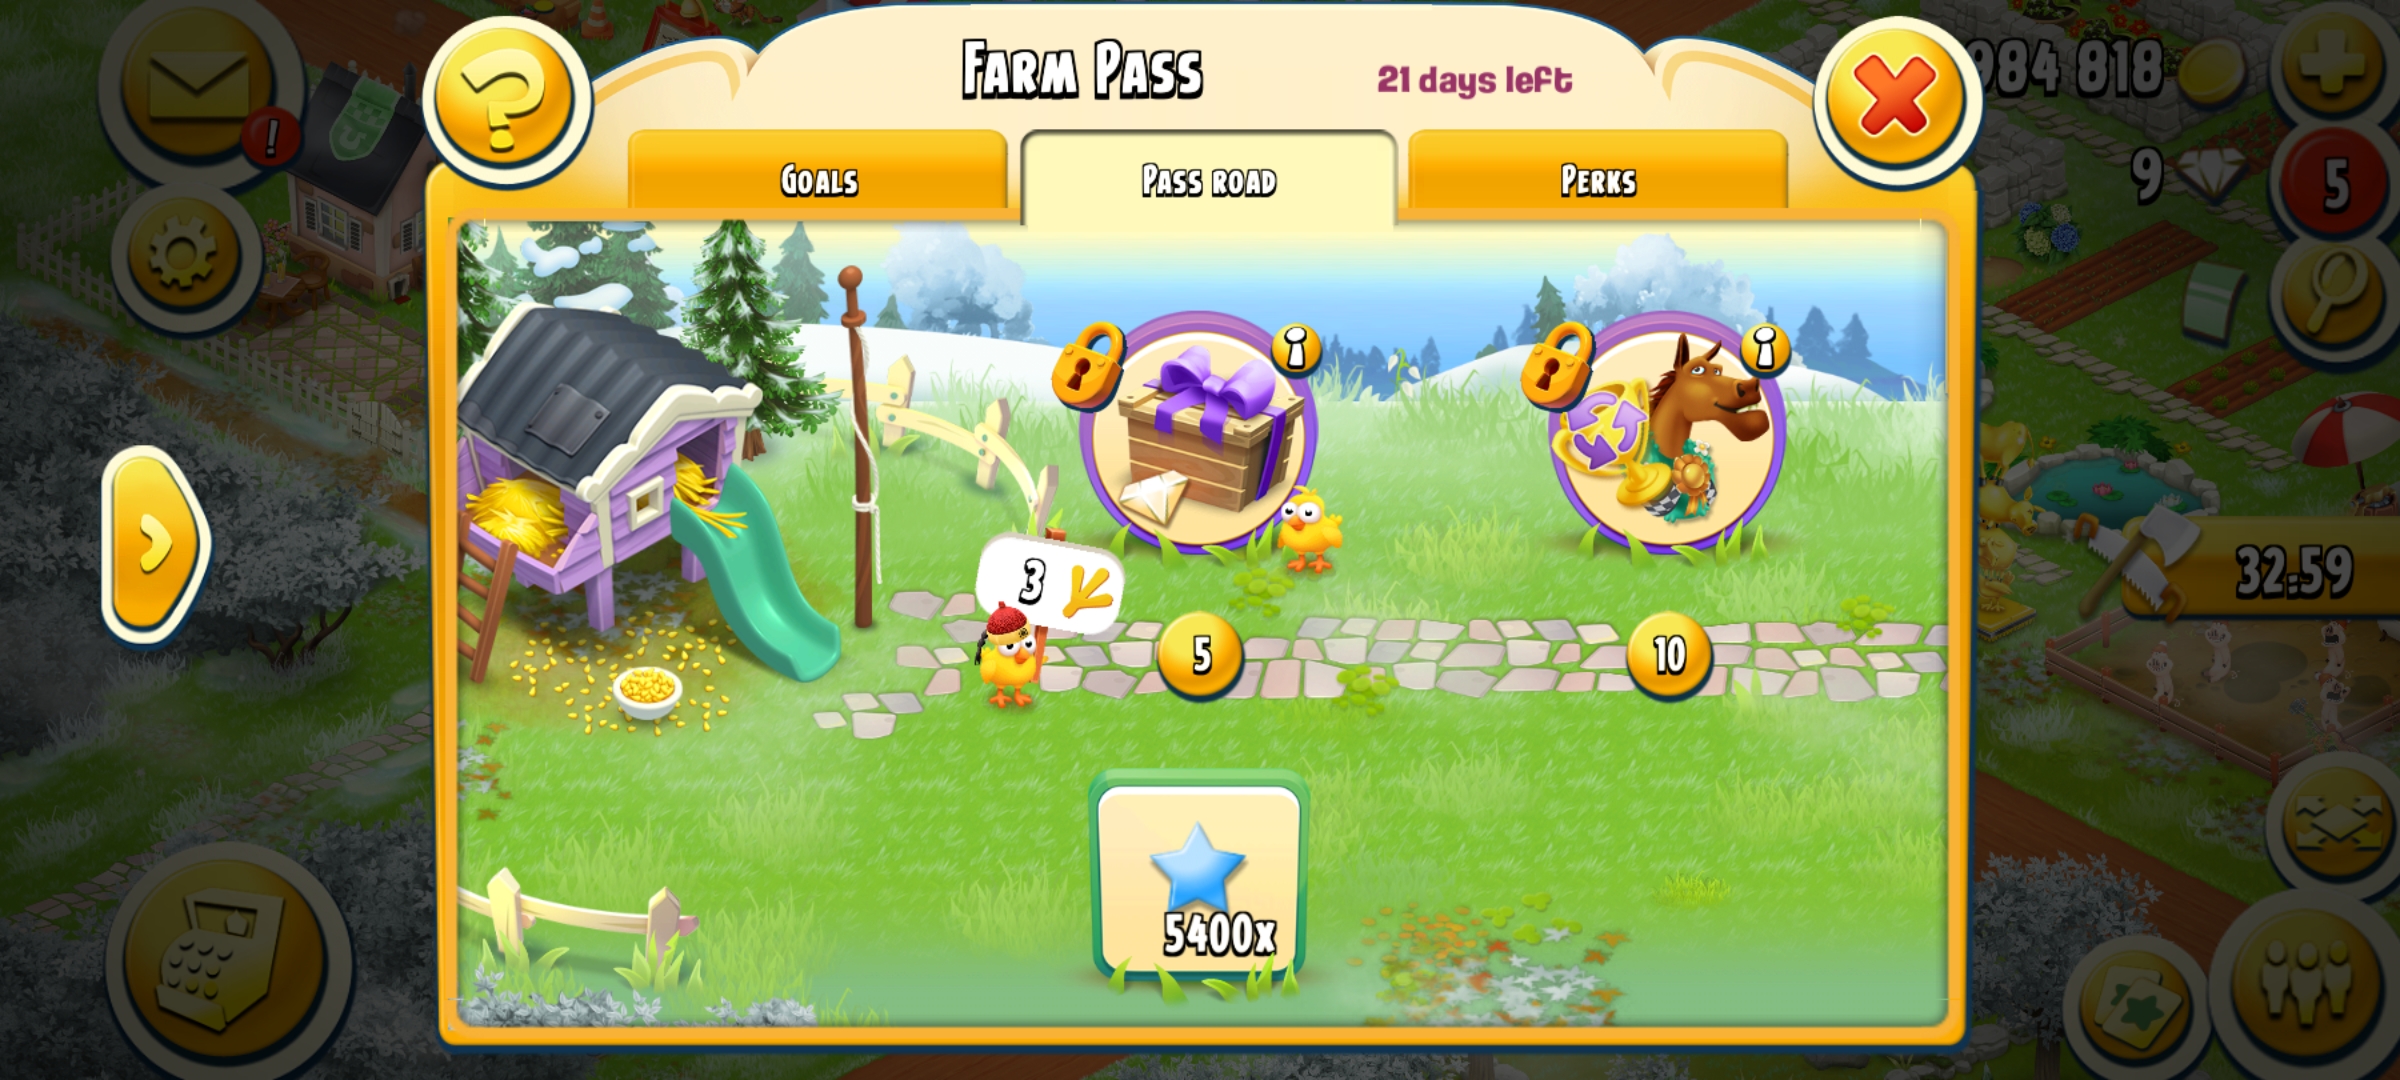 FARM PASS
21 days left
984 818
GOALS
PASS ROAD
PERKS
9
5
3
32:59
5
10
5400x